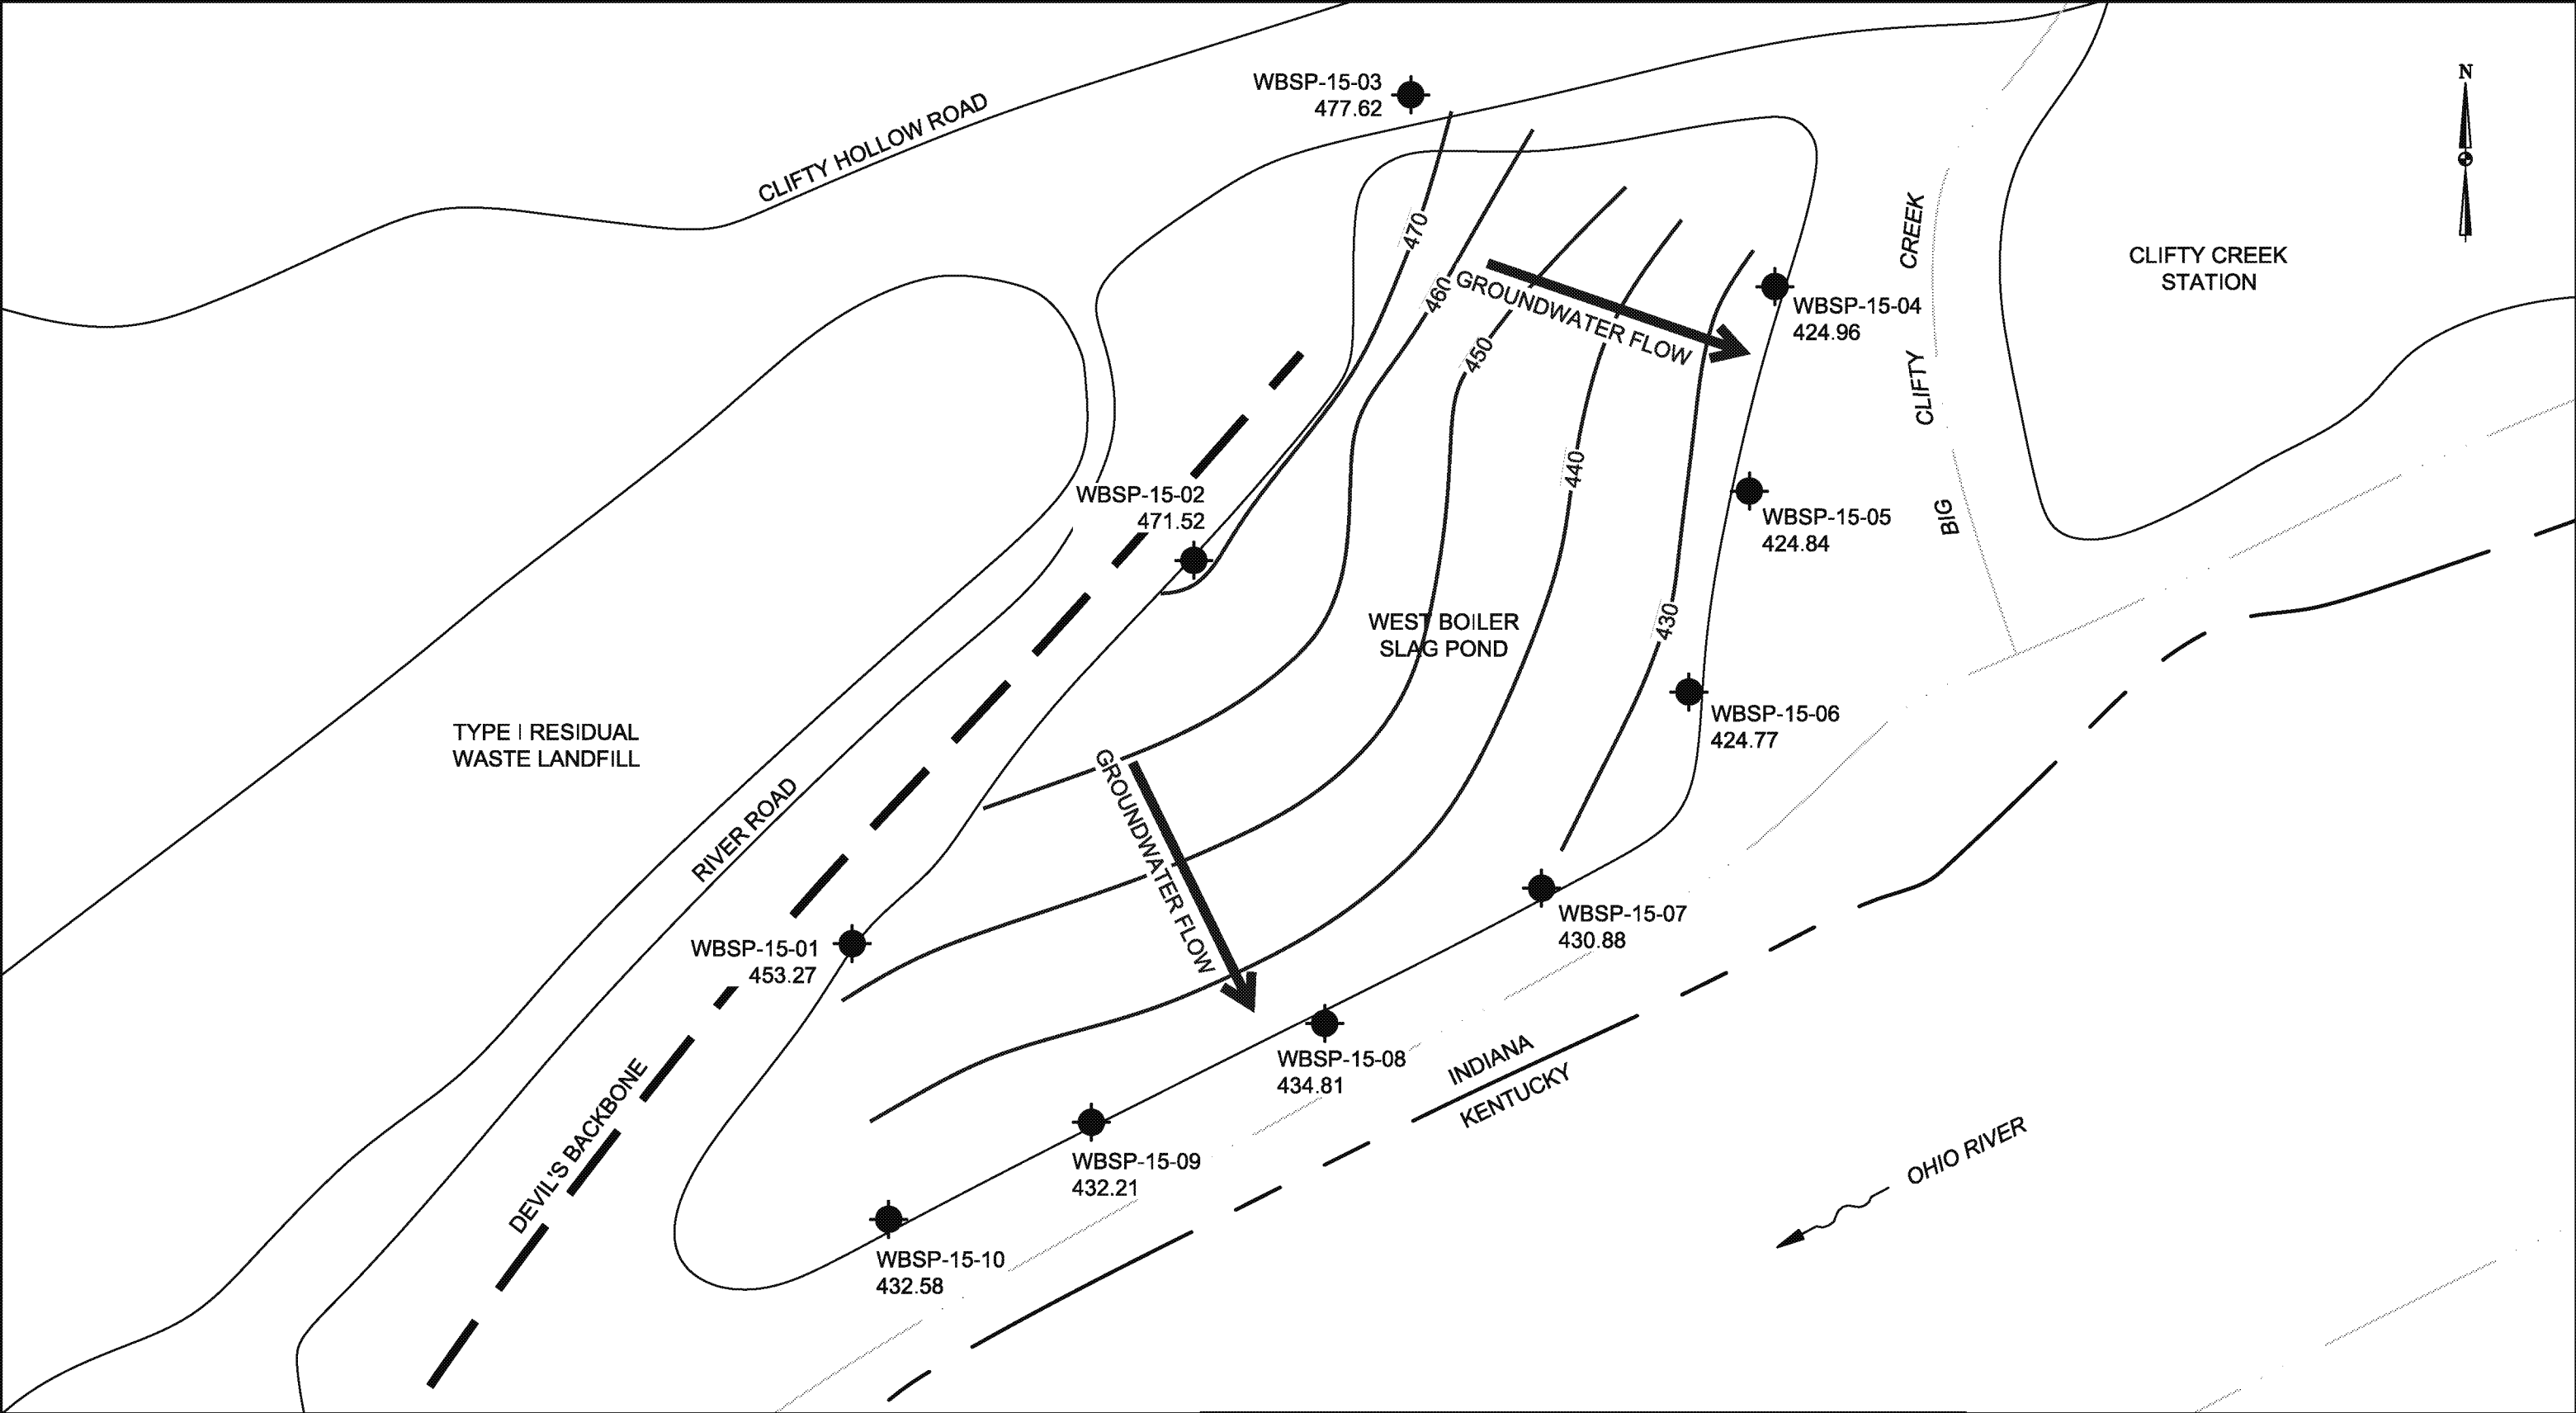 N
WBSP-15-03
477.62
CLIFTY HOLLOW ROAD
470
460
450
440
430
GROUNDWATER FLOW
WBSP-15-04
424.96
CLIFTY CREEK
STATION
BIG CLIFTY CREEK
WBSP-15-02
471.52
WBSP-15-05
424.84
WEST BOILER
SLAG POND
WBSP-15-06
424.77
TYPE I RESIDUAL
WASTE LANDFILL
RIVER ROAD
GROUNDWATER FLOW
WBSP-15-01
453.27
WBSP-15-07
430.88
WBSP-15-08
434.81
INDIANA
KENTUCKY
DEVIL'S BACKBONE
WBSP-15-09
432.21
OHIO RIVER
WBSP-15-10
432.58